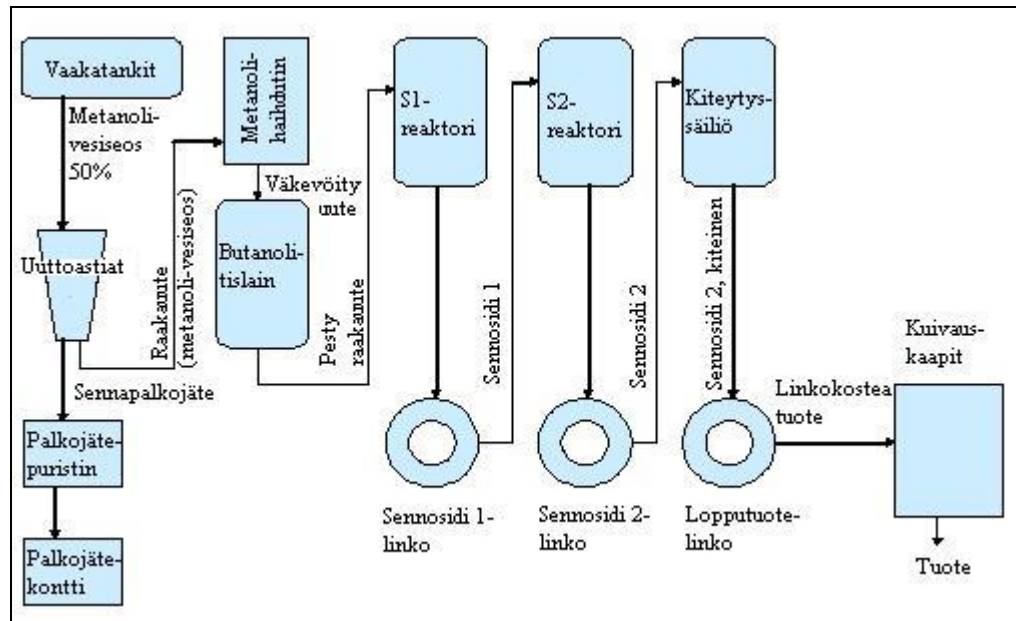 Vaakatankit
Metanoli-
vesiseos
50%
Uuttoastiat
Sennapalkojäte
Palkojäte-
puristin
Palkojäte-
kontti
Raakauute
(metanoli-vesiseos)
Metanoli-
haihditin
Väkevöity
uute
Butanoli-
tislain
Pesty
raakauute
S1-
reaktori
Sennosidi 1-
linko
Sennosidi 1
S2-
reaktori
Sennosidi 2-
linko
Sennosidi 2
Kiteytys-
säiliö
Sennosidi 2, kiteinen
Lopputuote-
linko
Linkokostea
tuote
Kuivaus-
kaapit
Tuote